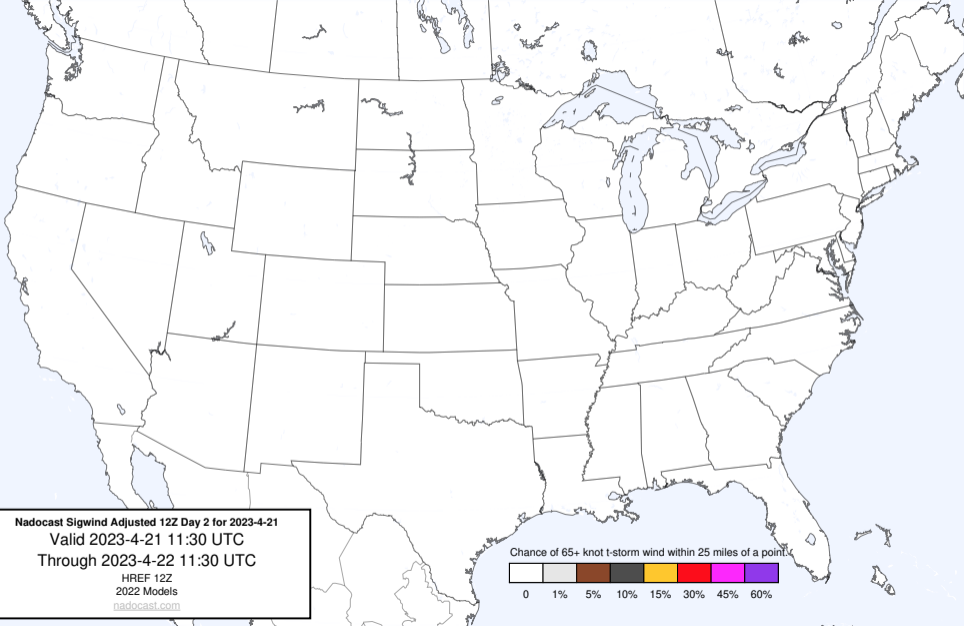 Nadocast Sigwind Adjusted 12Z Day 2 for 2023-4-21
Valid 2023-4-21 11:30 UTC
Through 2023-4-22 11:30 UTC
HREF 12Z
2022 Models
nadocast.com
Chance of 65+ knot t-storm wind within 25 miles of a point.
0 1% 5% 10% 15% 30% 45% 60%